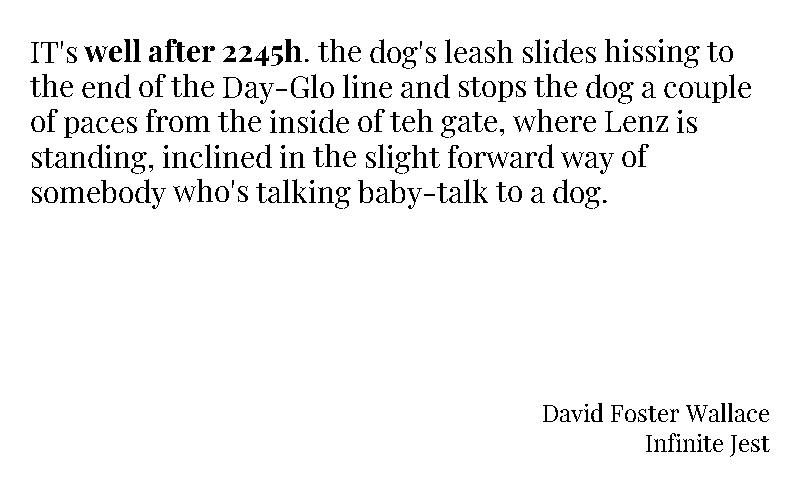 IT's well after 2245h. the dog's leash slides hissing to
the end of the Day-Glo line and stops the dog a couple
of paces from the inside of teh gate, where Lenz is
standing, inclined in the slight forward way of
somebody who's talking baby-talk to a dog.
David Foster Wallace
Infinite Jest